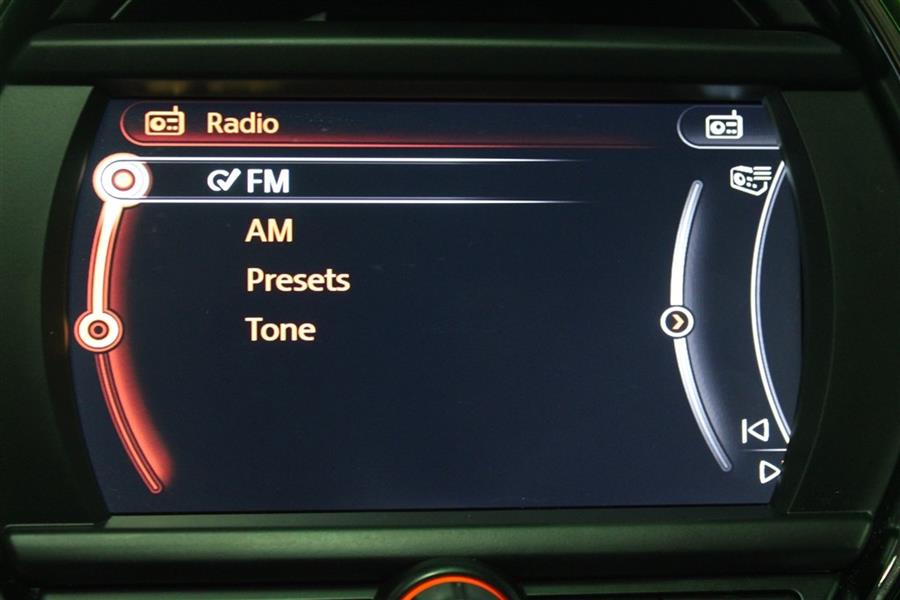 Radio
FM
AM
Presets
Tone